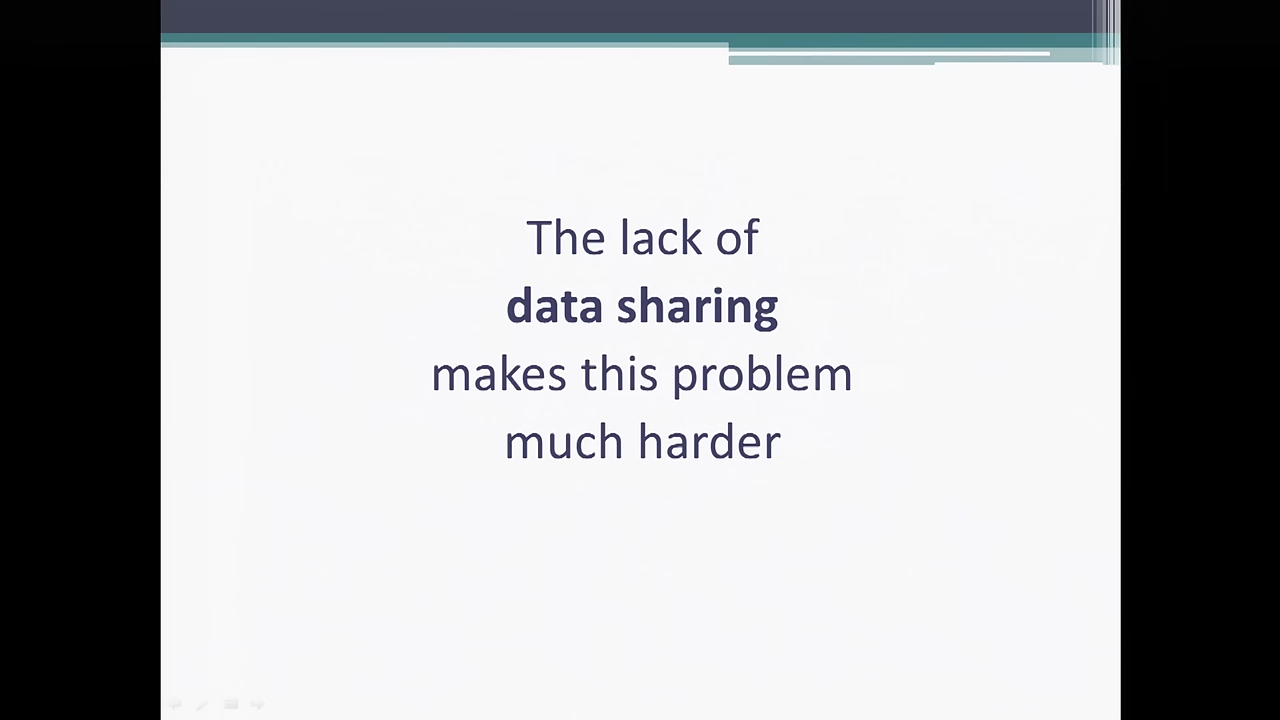 The lack of
data sharing
makes this problem
much harder